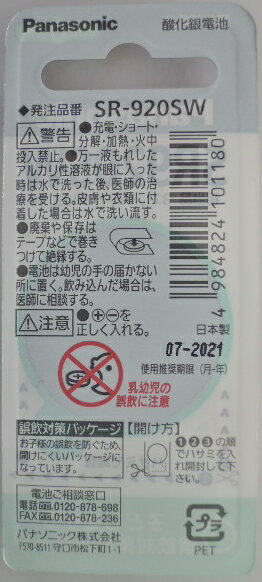 Panasonic 酸化銀電池
◆発注品番 SR-920SW
⚠警告 ●充電・ショート・
分解・加熱・火中
投入禁止。●万一液もれした
アルカリ性溶液が眼に入った
時は水で洗った後、医師の治
療を受ける。皮膚や衣類に付
着した場合は水で洗い流す。
●廃棄や保存は
テープなどで巻き
つけて絶縁する。
●電池は幼児の手の届かない
所に置く。飲み込んだ場合は、
医師に相談する。
⚠注意 ●⊕⊖を
正しく入れる。
4 984824 101180
日本製
07-2021
使用推奨期限 (月-年)
乳幼児の
誤飲に注意
誤飲対策パッケージ
お子様の誤飲を防ぐため、
開けにくいパッケージに
なっています。
【開け方】
❶❷❸の順
でハサミを入
れ開封して下
さい。
電池ご相談窓口
電話 0120-878-698
FAX 0120-878-236
パナソニック株式会社
〒570-8511 守口市松下町1-1
プラ
PET